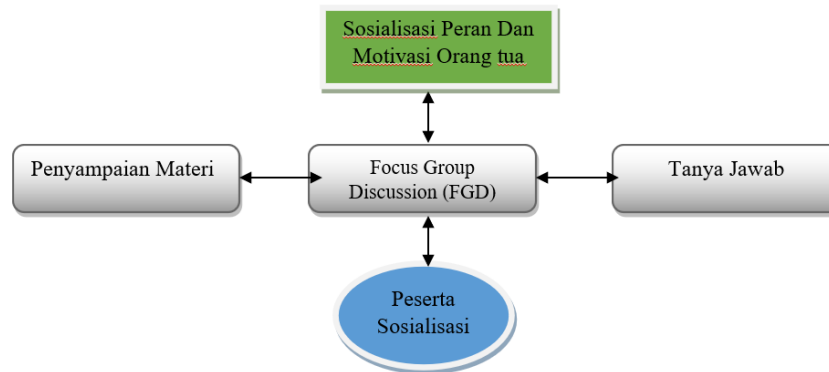 Sosialisasi Peran Dan
Motivasi Orang tua
Penyampaian Materi
Focus Group
Discussion (FGD)
Tanya Jawab
Peserta
Sosialisasi